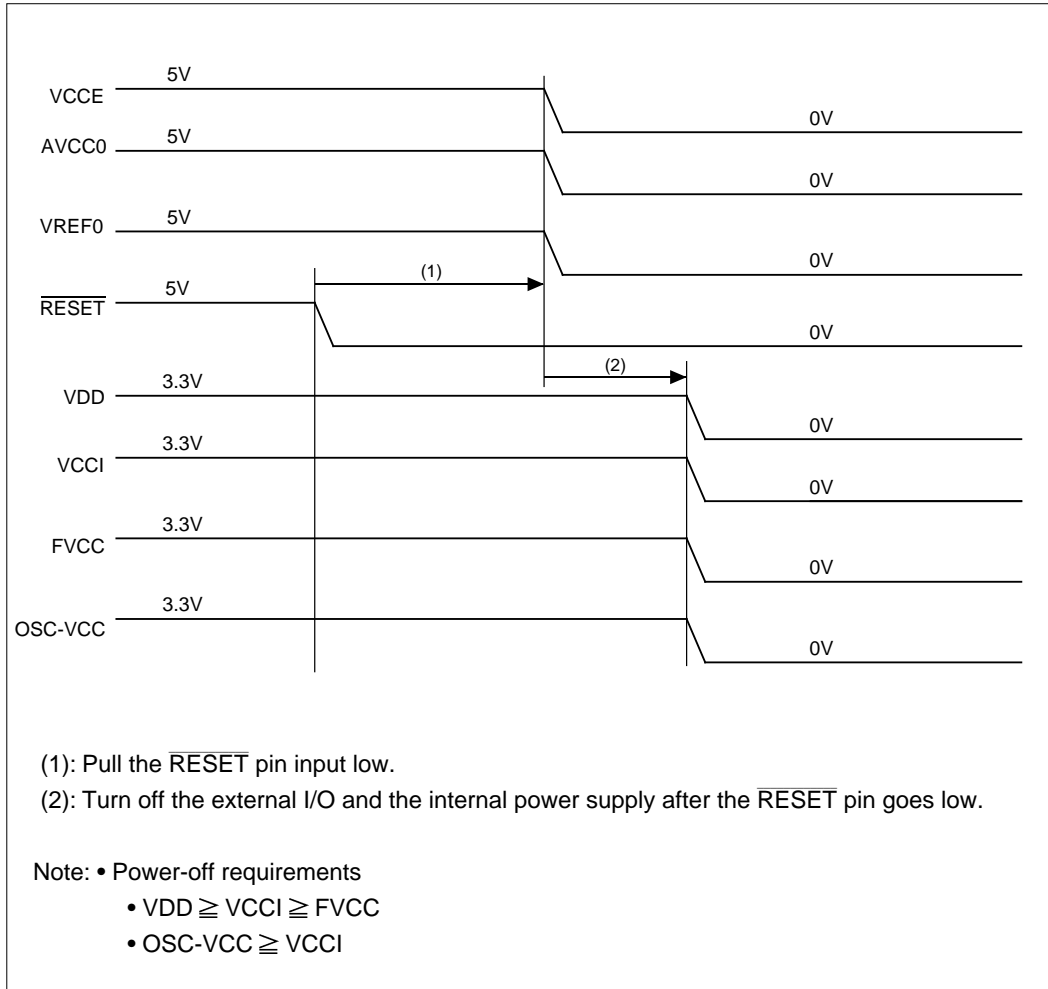 VCCE 5V 0V
AVCC0 5V 0V
VREF0 5V 0V
(1)
RESET 5V 0V
(2)
VDD 3.3V 0V
VCCI 3.3V 0V
FVCC 3.3V 0V
OSC-VCC 3.3V 0V
(1): Pull the RESET pin input low.
(2): Turn off the external I/O and the internal power supply after the RESET pin goes low.
Note: • Power-off requirements
• VDD ≧ VCCI ≧ FVCC
• OSC-VCC ≧ VCCI